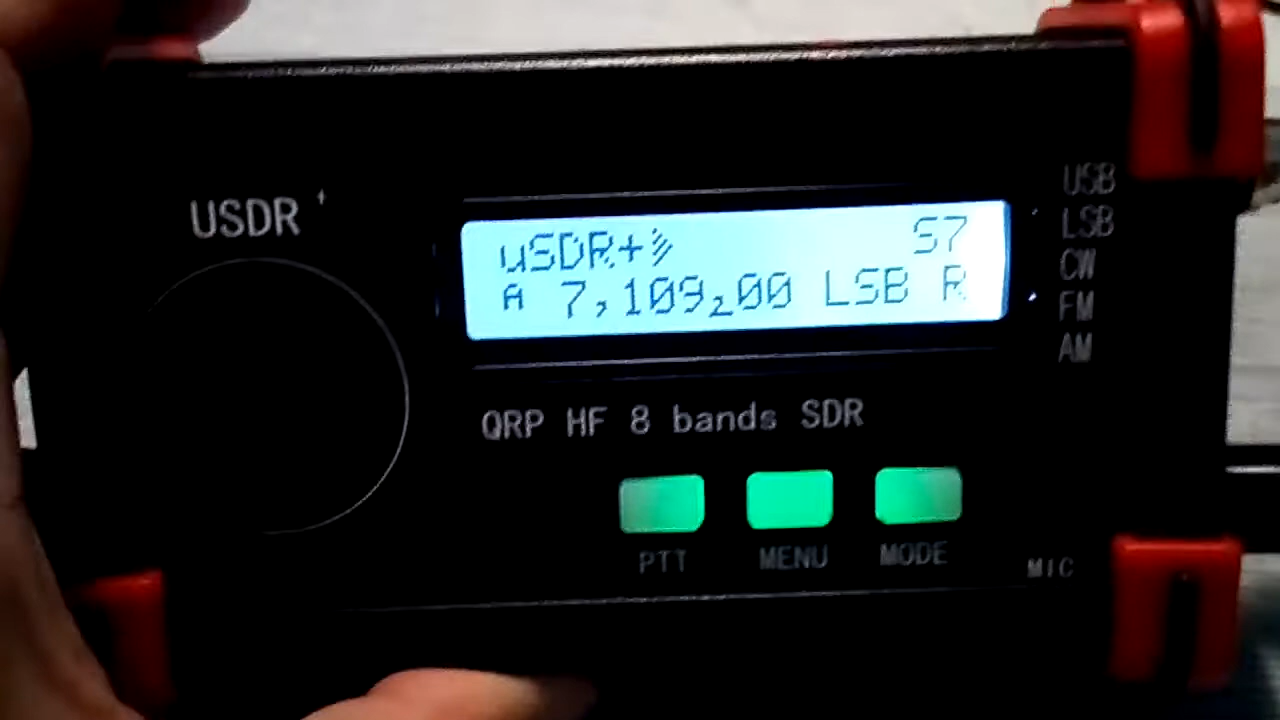 USDR+
uSDR+ S7
A 7,109,00 LSB R
USB
LSB
CW
FM
AM
QRP HF 8 bands SDR
PTT MENU MODE
MIC